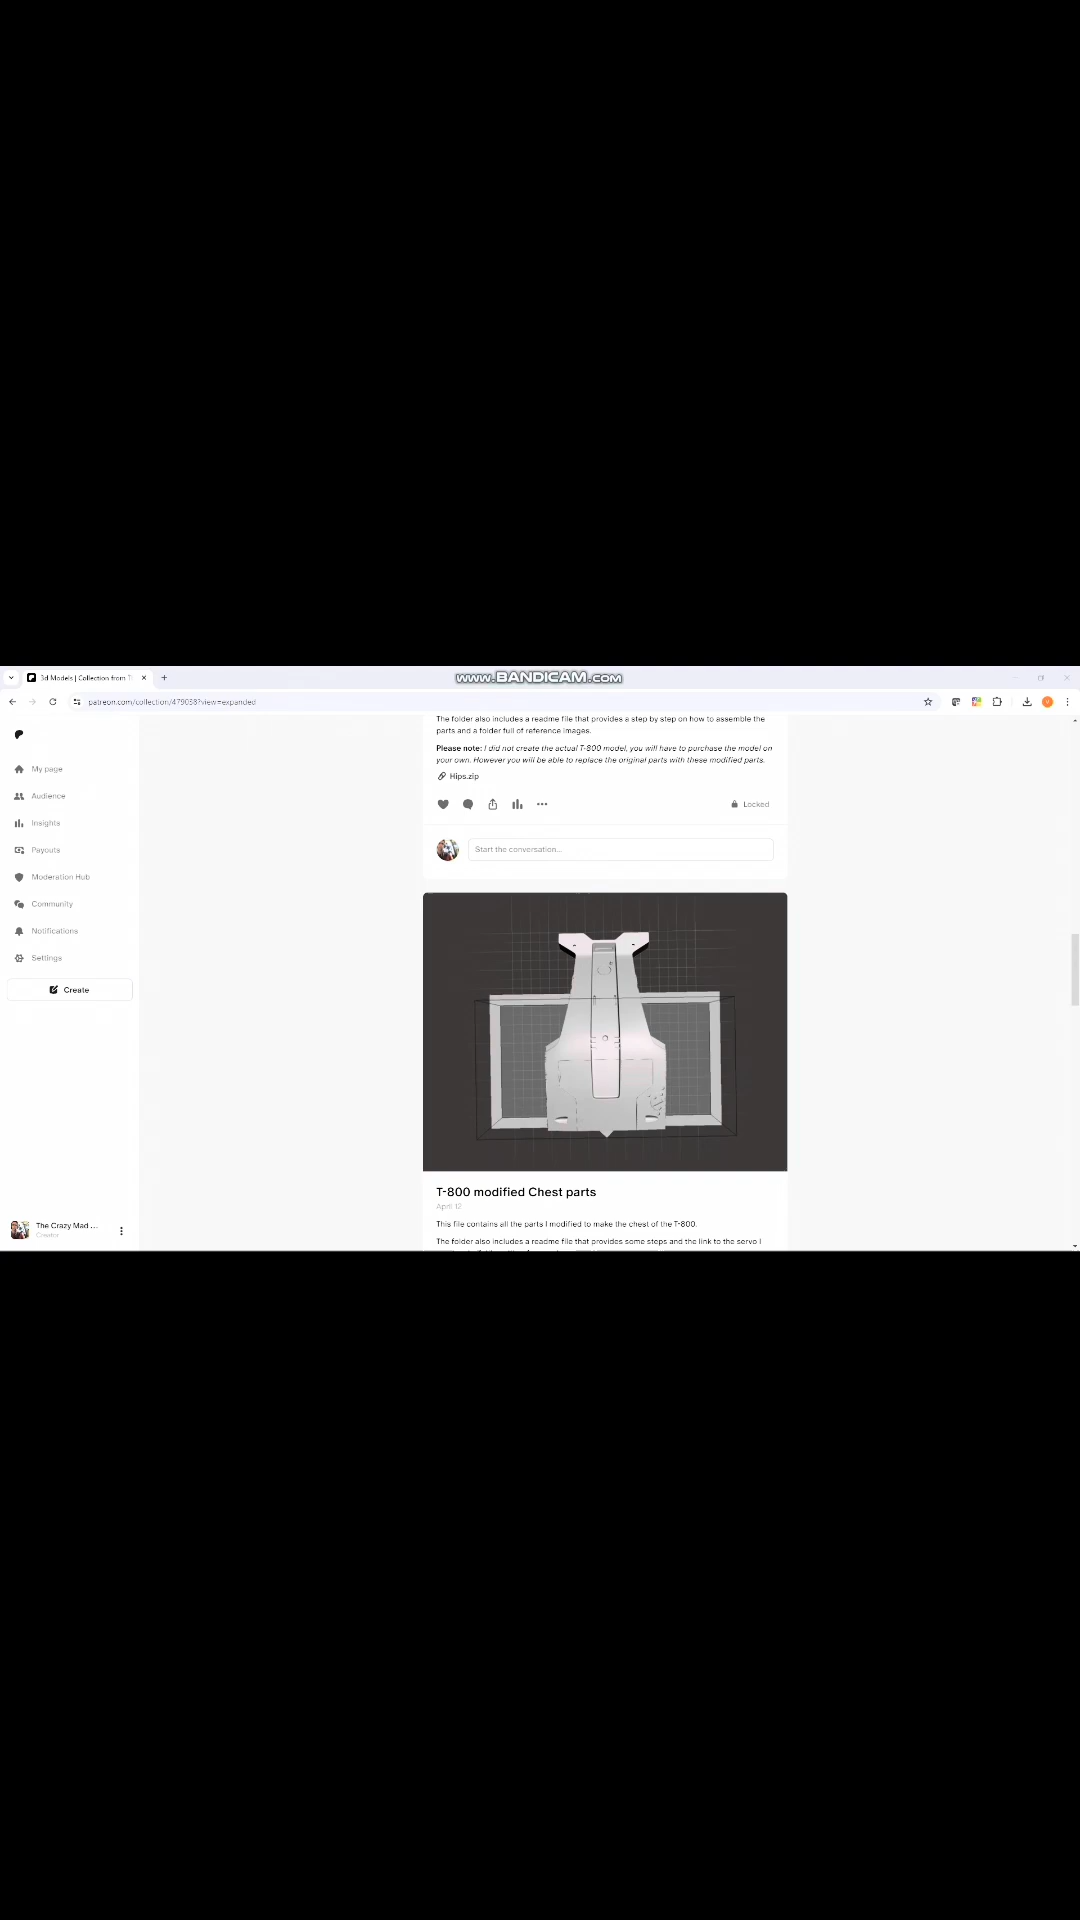 3d Models | Collection from T
www.BANDICAM.com
patreon.com/collection/479058?view=expanded
My page
Audience
Insights
Payouts
Moderation Hub
Community
Notifications
Settings
Create
The Crazy Mad ...
Creator
The folder also includes a readme file that provides a step by step on how to assemble the
parts and a folder full of reference images.
Please note: I did not create the actual T-800 model, you will have to purchase the model on
your own. However you will be able to replace the original parts with these modified parts.
Hips.zip
Locked
Start the conversation...
T-800 modified Chest parts
April 12
This file contains all the parts I modified to make the chest of the T-800.
The folder also includes a readme file that provides some steps and the link to the servo I